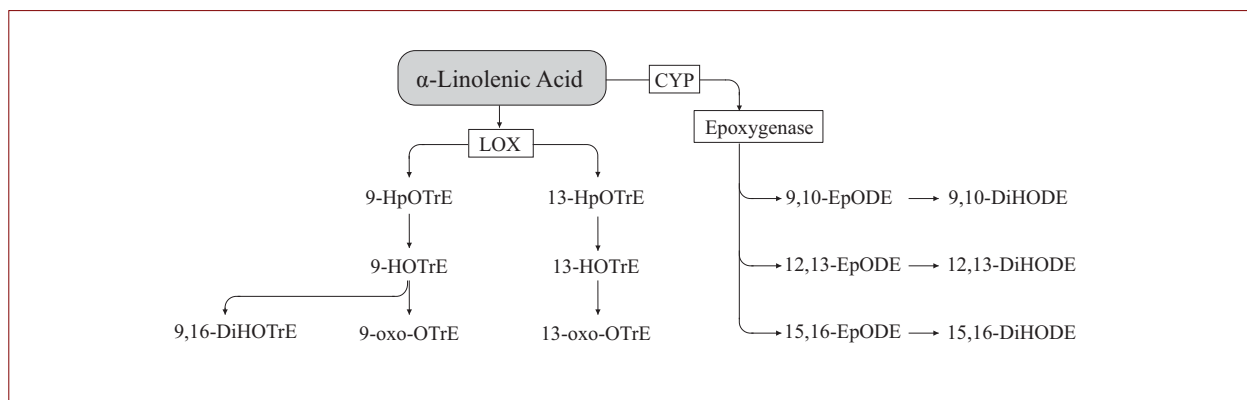 α-Linolenic Acid
CYP
Epoxygenase
LOX
9-HpOTrE
13-HpOTrE
9,10-EpODE
9,10-DiHODE
9-HOTrE
13-HOTrE
12,13-EpODE
12,13-DiHODE
9,16-DiHOTrE
9-oxo-OTrE
13-oxo-OTrE
15,16-EpODE
15,16-DiHODE